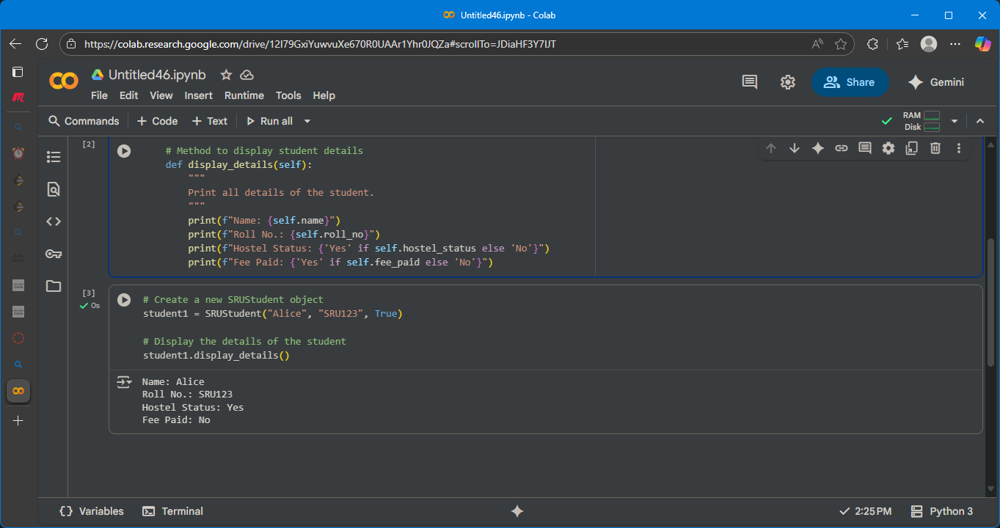 Untitled46.ipynb - Colab
https://colab.research.google.com/drive/12I79GxiYuwvuXe670R0UAAr1Yhr0JQZa#scrollTo=JDiaHF3Y7lJT
Untitled46.ipynb
File Edit View Insert Runtime Tools Help
Share
Gemini
Commands + Code + Text Run all
RAM
Disk
[2]
# Method to display student details
def display_details(self):
"""
Print all details of the student.
"""
print(f"Name: {self.name}")
print(f"Roll No.: {self.roll_no}")
print(f"Hostel Status: {'Yes' if self.hostel_status else 'No'}")
print(f"Fee Paid: {'Yes' if self.fee_paid else 'No'}")
[3]
0s
# Create a new SRUStudent object
student1 = SRUStudent("Alice", "SRU123", True)
# Display the details of the student
student1.display_details()
Name: Alice
Roll No.: SRU123
Hostel Status: Yes
Fee Paid: No
{} Variables Terminal
2:25 PM Python 3